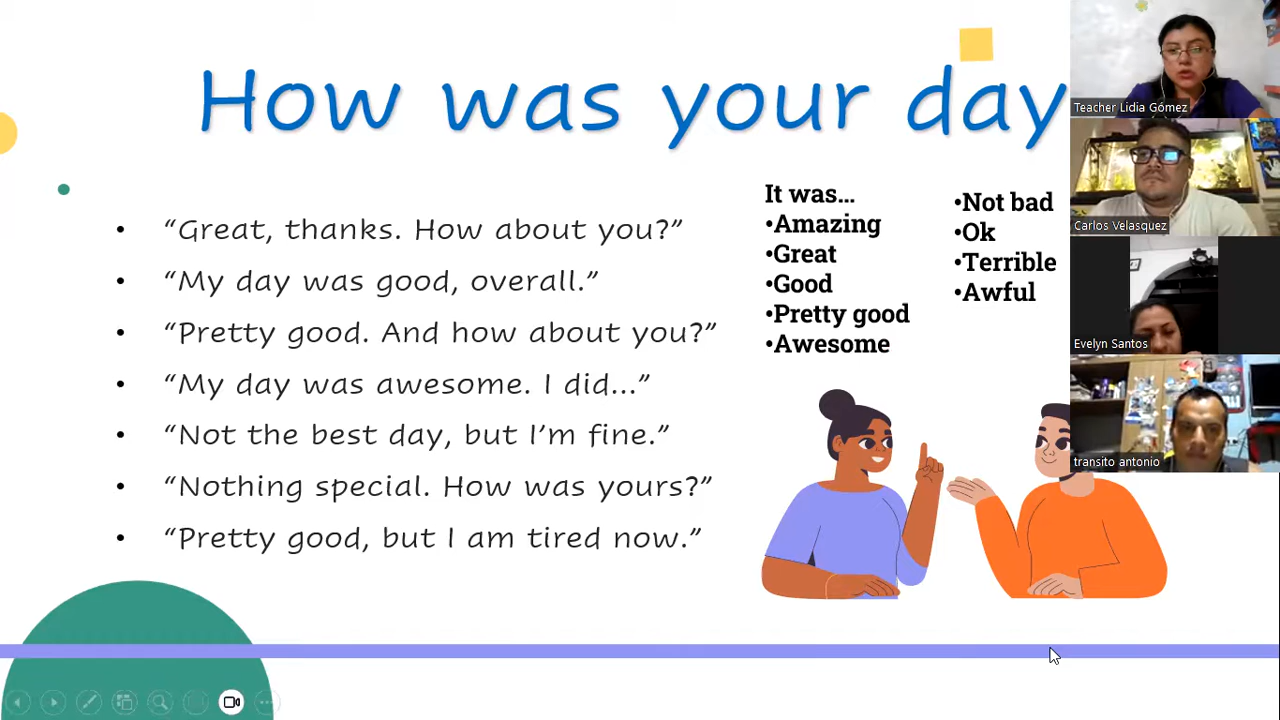 How was your day
“Great, thanks. How about you?”
“My day was good, overall.”
“Pretty good. And how about you?”
“My day was awesome. I did...”
“Not the best day, but I’m fine.”
“Nothing special. How was yours?”
“Pretty good, but I am tired now.”
It was...
•Amazing
•Great
•Good
•Pretty good
•Awesome
•Not bad
•Ok
•Terrible
•Awful
Teacher Lidia Gómez
Carlos Velasquez
Evelyn Santos
transito antonio